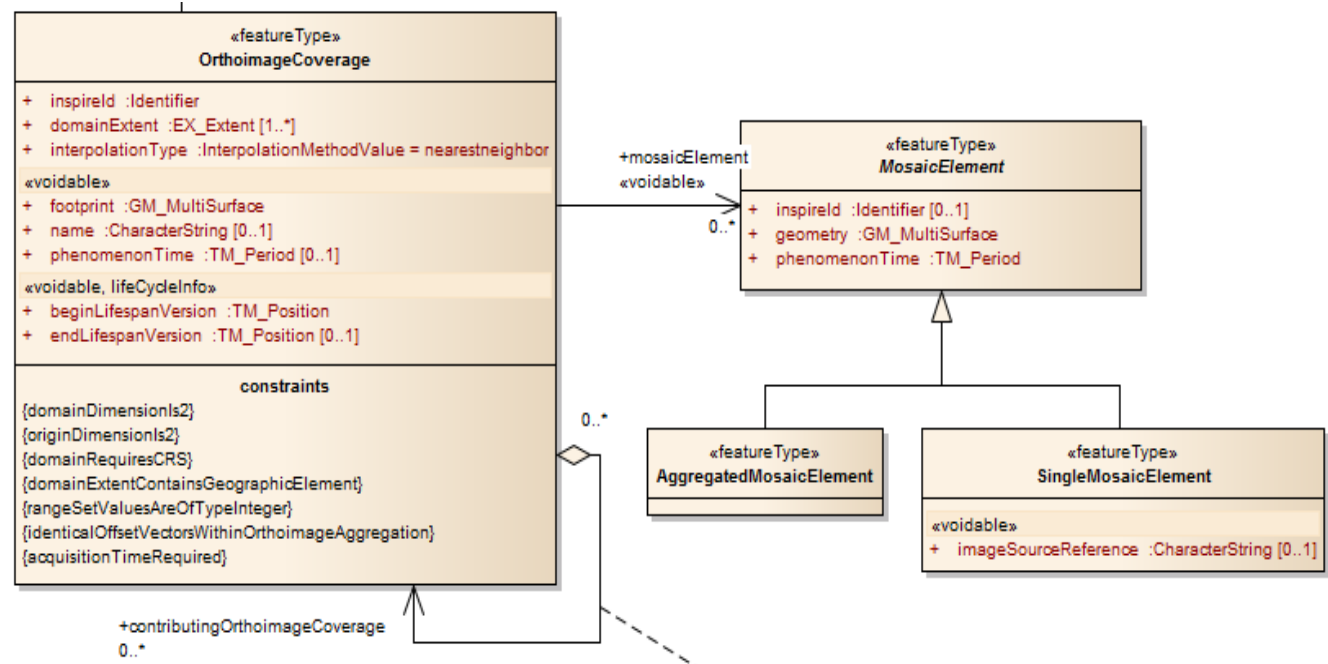 «featureType»
OrthoimageCoverage
+ inspireId :Identifier
+ domainExtent :EX_Extent [1..*]
+ interpolationType :InterpolationMethodValue = nearestneighbor
«voidable»
+ footprint :GM_MultiSurface
+ name :CharacterString [0..1]
+ phenomenonTime :TM_Period [0..1]
«voidable, lifeCycleInfo»
+ beginLifespanVersion :TM_Position
+ endLifespanVersion :TM_Position [0..1]
constraints
{domainDimensionIs2}
{originDimensionIs2}
{domainRequiresCRS}
{domainExtentContainsGeographicElement}
{rangeSetValuesAreOfTypeInteger}
{identicalOffsetVectorsWithinOrthoimageAggregation}
{acquisitionTimeRequired}
+mosaicElement
«voidable»
0..*
«featureType»
MosaicElement
+ inspireId :Identifier [0..1]
+ geometry :GM_MultiSurface
+ phenomenonTime :TM_Period
0..*
«featureType»
AggregatedMosaicElement
«featureType»
SingleMosaicElement
«voidable»
+ imageSourceReference :CharacterString [0..1]
+contributingOrthoimageCoverage
0..*